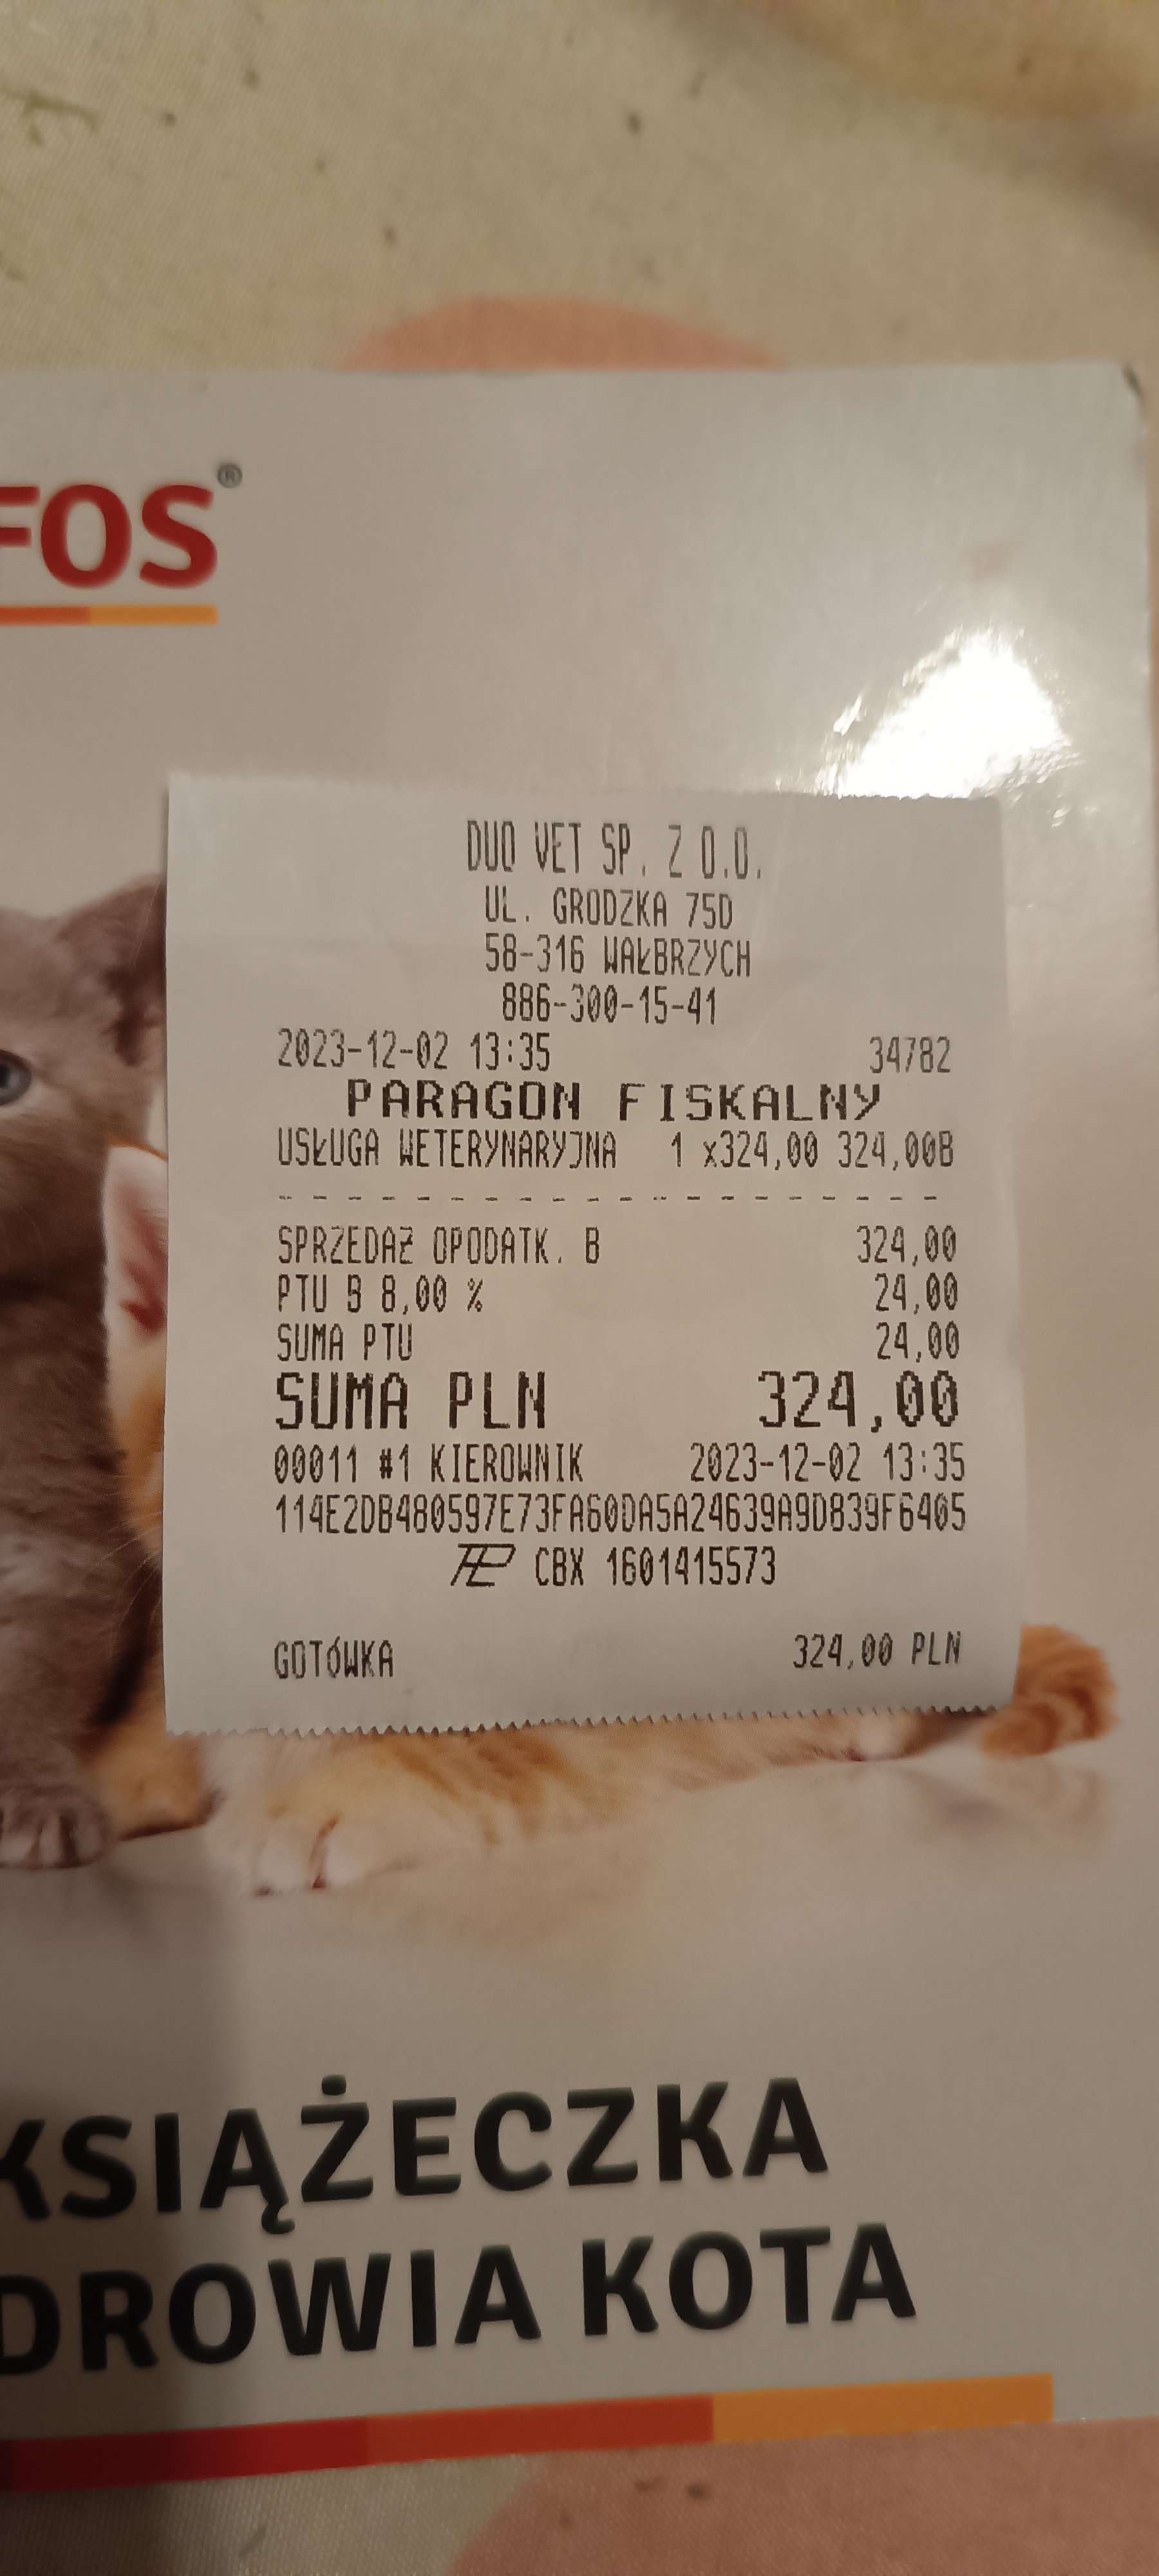 FOS®
DUO VET SP. Z O.O.
UL. GRODZKA 75D
58-316 WAŁBRZYCH
886-300-15-41
2023-12-02 13:35 34782
PARAGON FISKALNY
USŁUGA WETERYNARYJNA 1 x324,00 324,00B
- - - - - - - - - - - - - - - - - - - -
SPRZEDAŻ OPODATK. B 324,00
PTU B 8,00 % 24,00
SUMA PTU 24,00
SUMA PLN 324,00
00011 #1 KIEROWNIK 2023-12-02 13:35
114E2DB480597E73FA60DA5A24639A9D839F6405
CBX 1601415573
GOTÓWKA 324,00 PLN
KSIĄŻECZKA
DROWIA KOTA